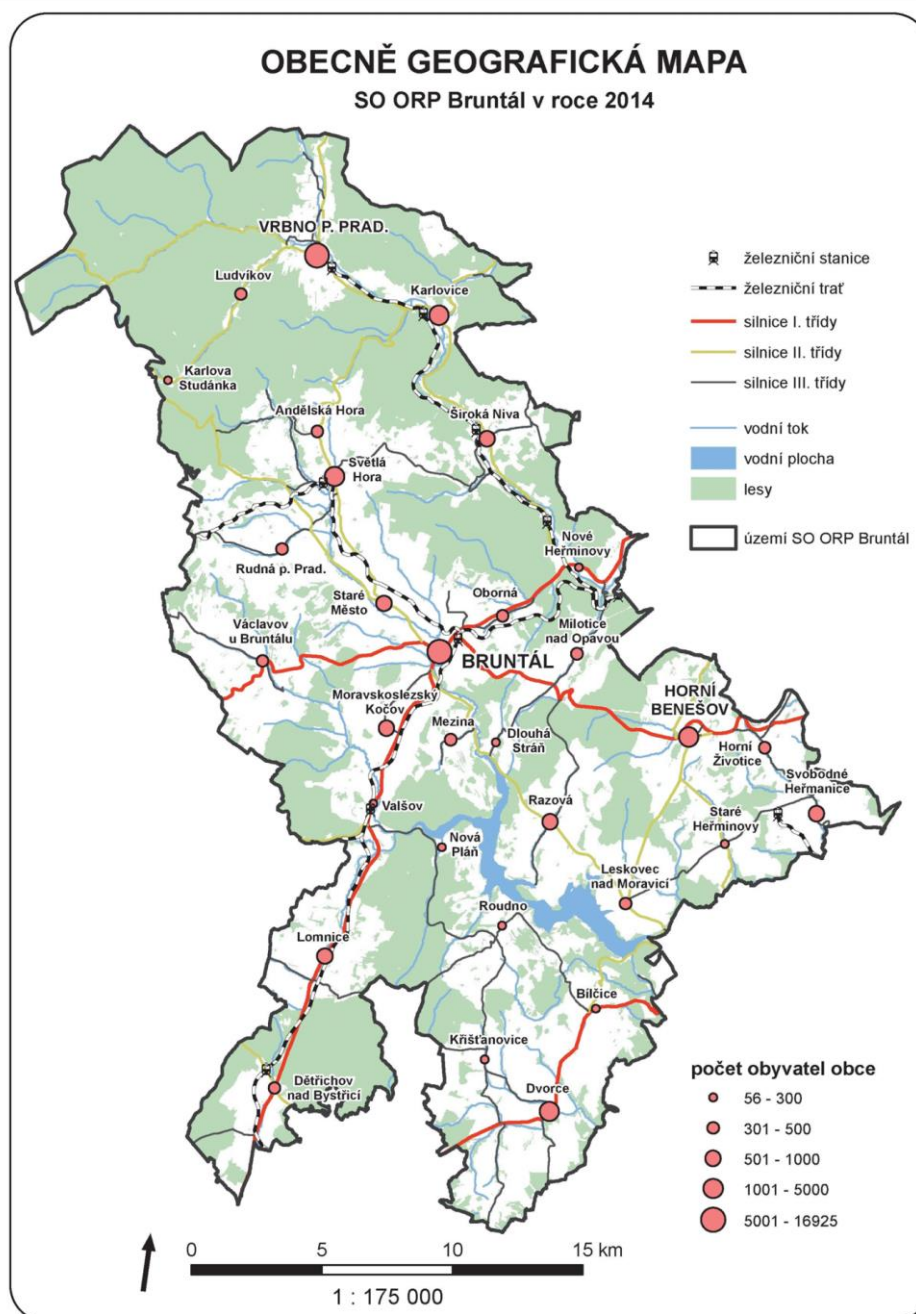 OBECNĚ GEOGRAFICKÁ MAPA
SO ORP Bruntál v roce 2014
VRBNO P. PRAD.
Ludvíkov
Karlovice
Karlova
Studánka
Andělská Hora
Široká Niva
Světlá
Hora
Nové
Heřminovy
Rudná p. Prad.
Staré
Město
Oborná
Milotice
nad Opavou
Václavov
u Bruntálu
BRUNTÁL
Moravskoslezský
Kočov
Mezina
Dlouhá
Stráň
HORNÍ
BENEŠOV
Horní
Životice
Svobodné
Heřmanice
Valšov
Razová
Nová
Pláň
Staré
Heřminovy
Leskovec
nad Moravicí
Roudno
Lomnice
Bílčice
Křišťanovice
Dvorce
Dětřichov
nad Bystřicí
železniční stanice
železniční trať
silnice I. třídy
silnice II. třídy
silnice III. třídy
vodní tok
vodní plocha
lesy
území SO ORP Bruntál
počet obyvatel obce
56 - 300
301 - 500
501 - 1000
1001 - 5000
5001 - 16925
0 5 10 15 km
1 : 175 000